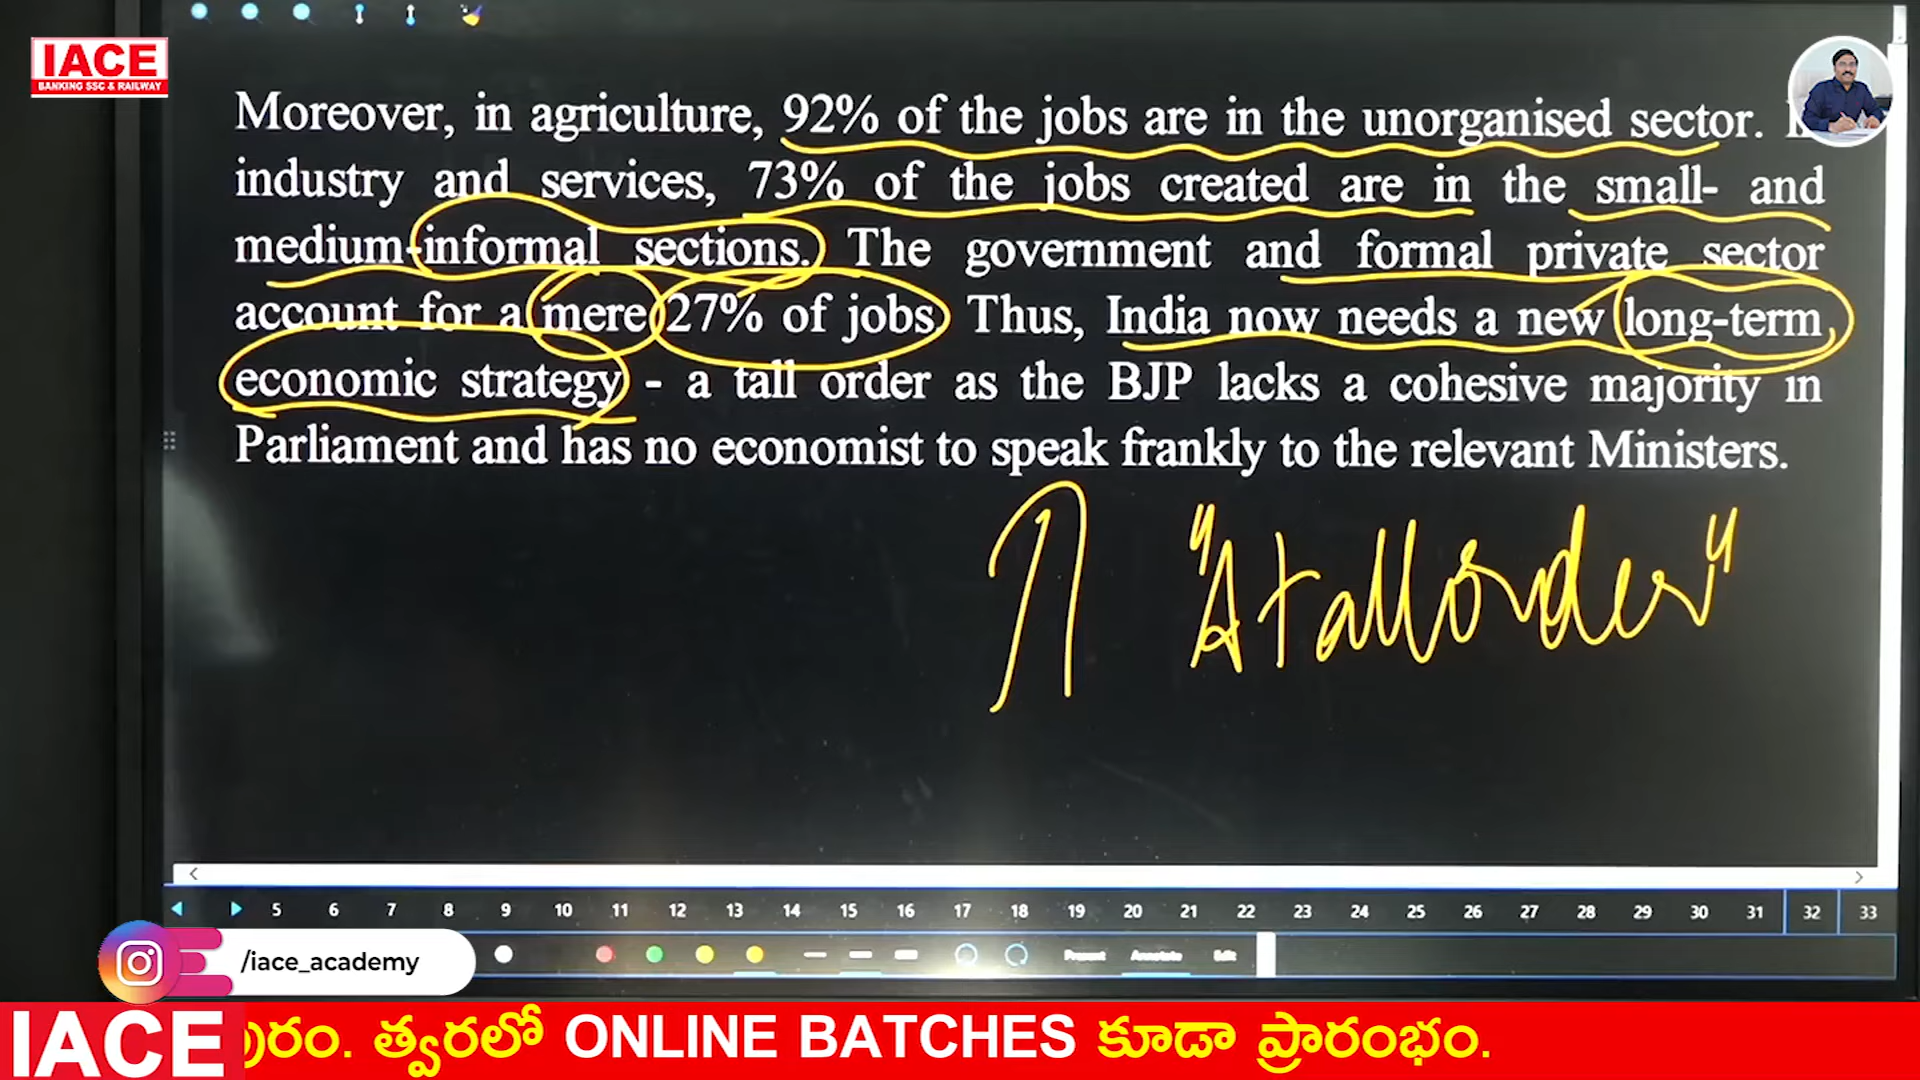 IACE
BANKING SSC & RAILWAY
Moreover, in agriculture, 92% of the jobs are in the unorganised sector.
industry and services, 73% of the jobs created are in the small- and
medium-informal sections. The government and formal private sector
account for a mere 27% of jobs. Thus, India now needs a new long-term
economic strategy - a tall order as the BJP lacks a cohesive majority in
Parliament and has no economist to speak frankly to the relevant Ministers.
"A tall order"
5 6 7 8 9 10 11 12 13 14 15 16 17 18 19 20 21 22 23 24 25 26 27 28 29 30 31 32 33
Present Annotate Edit
/iace_academy
IACE పురం. త్వరలో ONLINE BATCHES కూడా ప్రారంభం.